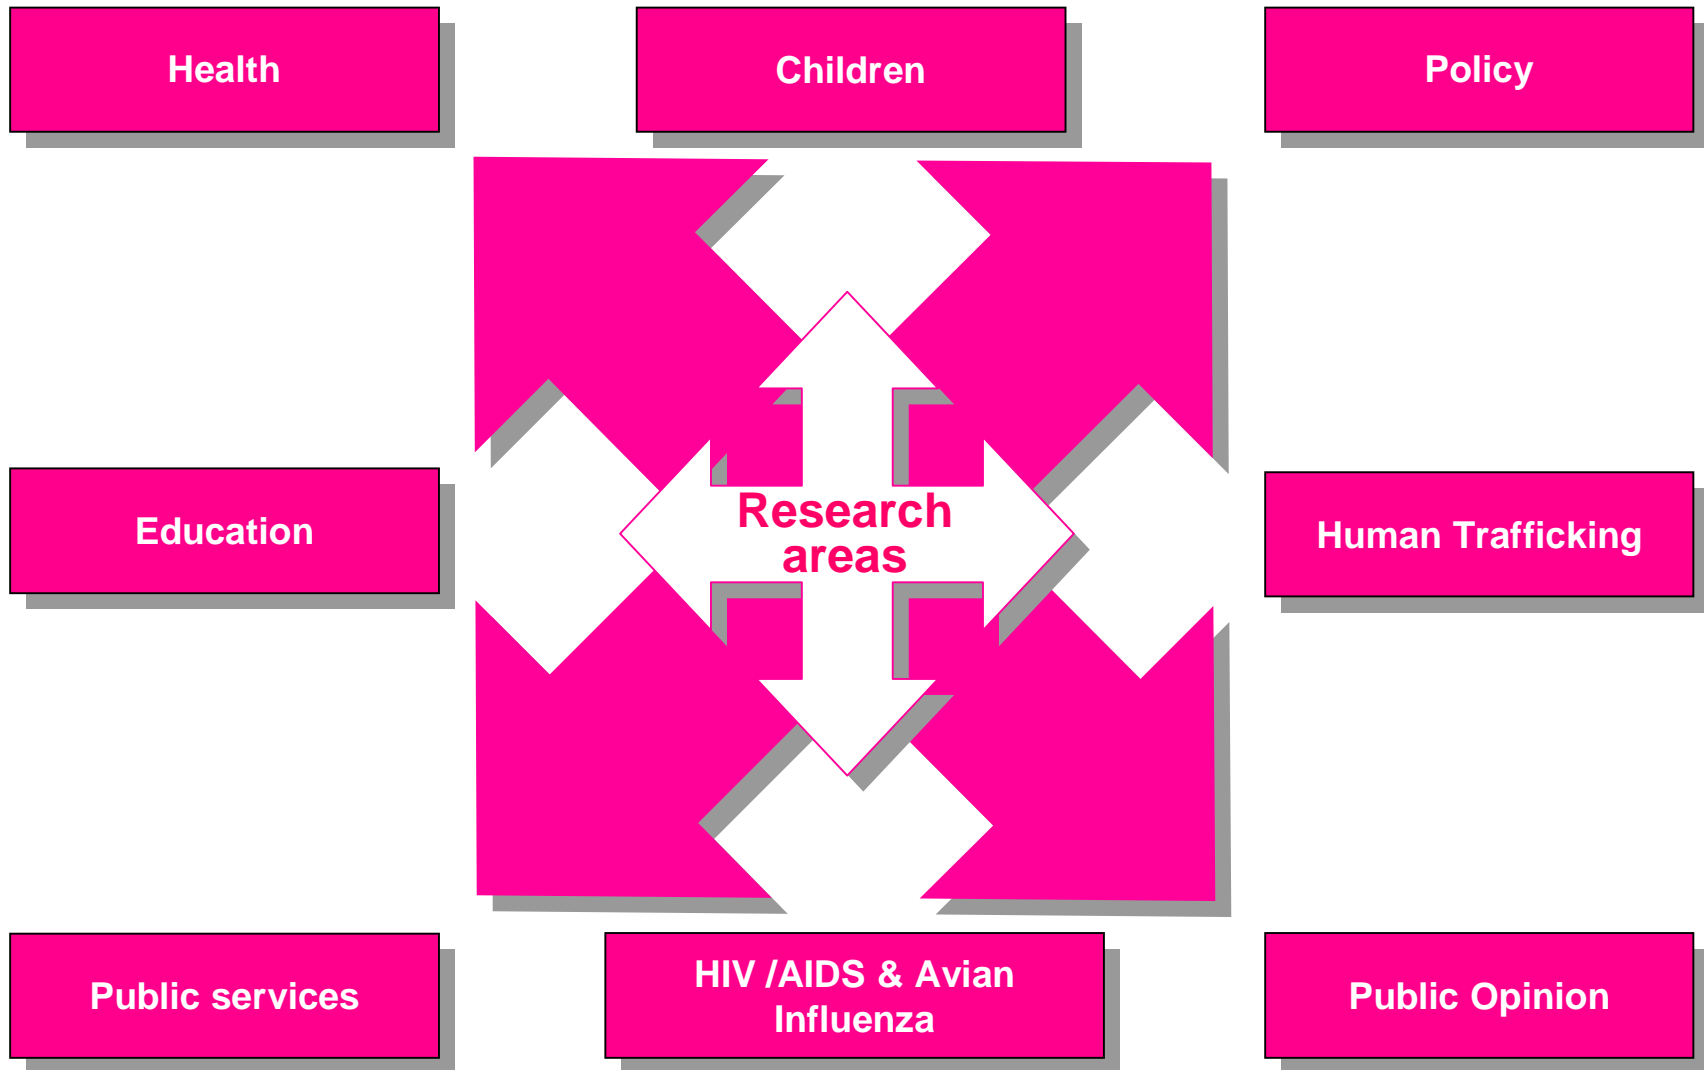 Health
Children
Policy
Education
Research
areas
Human Trafficking
Public services
HIV /AIDS & Avian
Influenza
Public Opinion